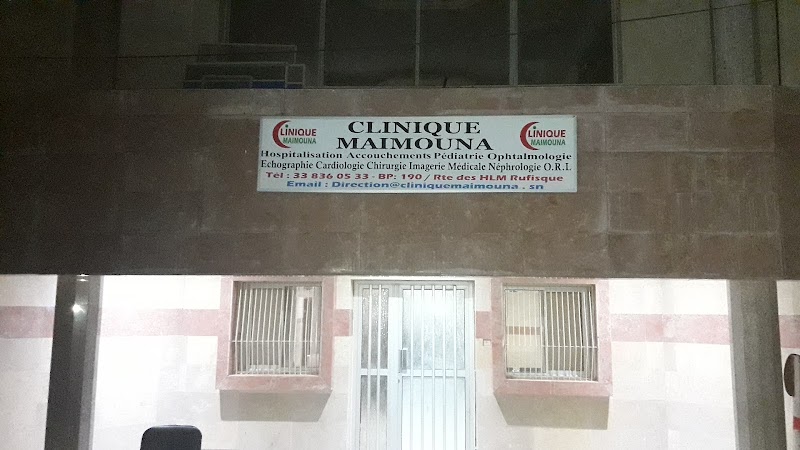 CLINIQUE
MAIMOUNA
CLINIQUE
MAIMOUNA
CLINIQUE
MAIMOUNA
Hospitalisation Accouchements Pédiatrie Ophtalmologie
Echographie Cardiologie Chirurgie Imagerie Médicale Néphrologie O.R.L
Tél : 33 836 05 33 - BP: 190 / Rte des HLM Rufisque
Email : Direction@cliniquemaimouna . sn